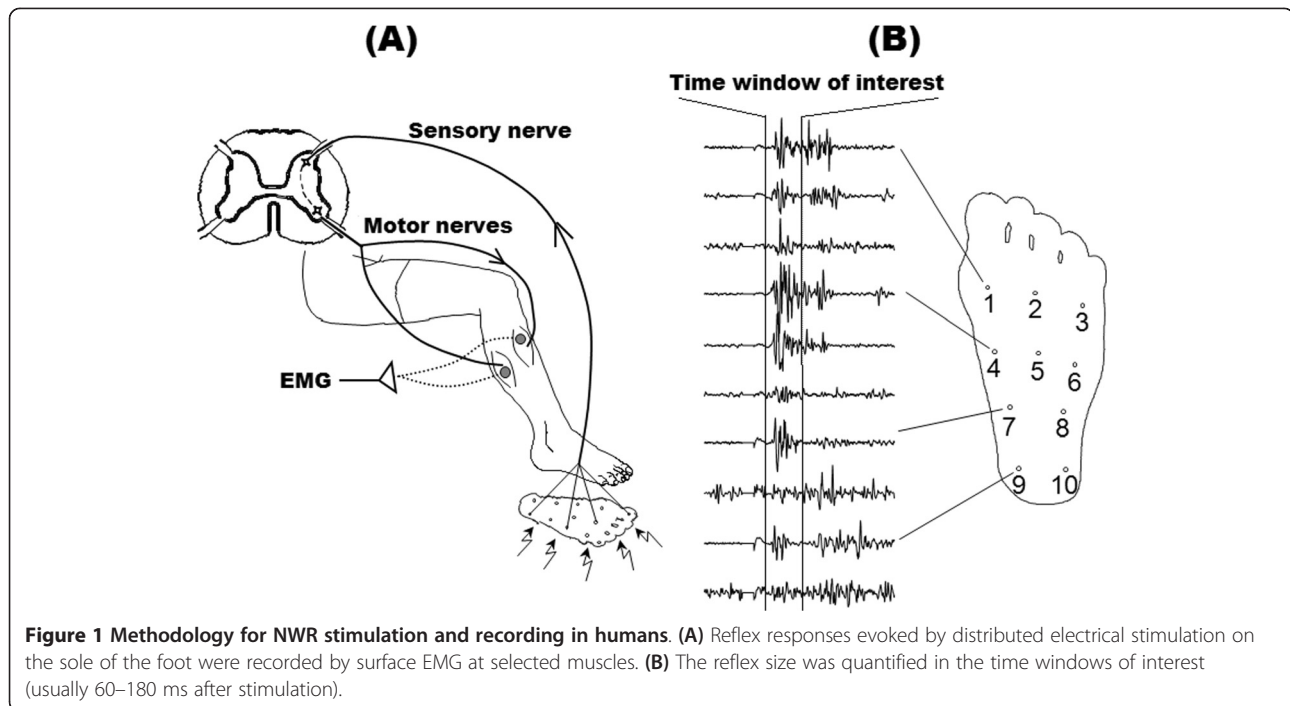 (A)
(B)
Time window of interest
Sensory nerve
Motor nerves
EMG
1
2
3
4
5
6
7
8
9
10
Figure 1 Methodology for NWR stimulation and recording in humans. (A) Reflex responses evoked by distributed electrical stimulation on
the sole of the foot were recorded by surface EMG at selected muscles. (B) The reflex size was quantified in the time windows of interest
(usually 60–180 ms after stimulation).